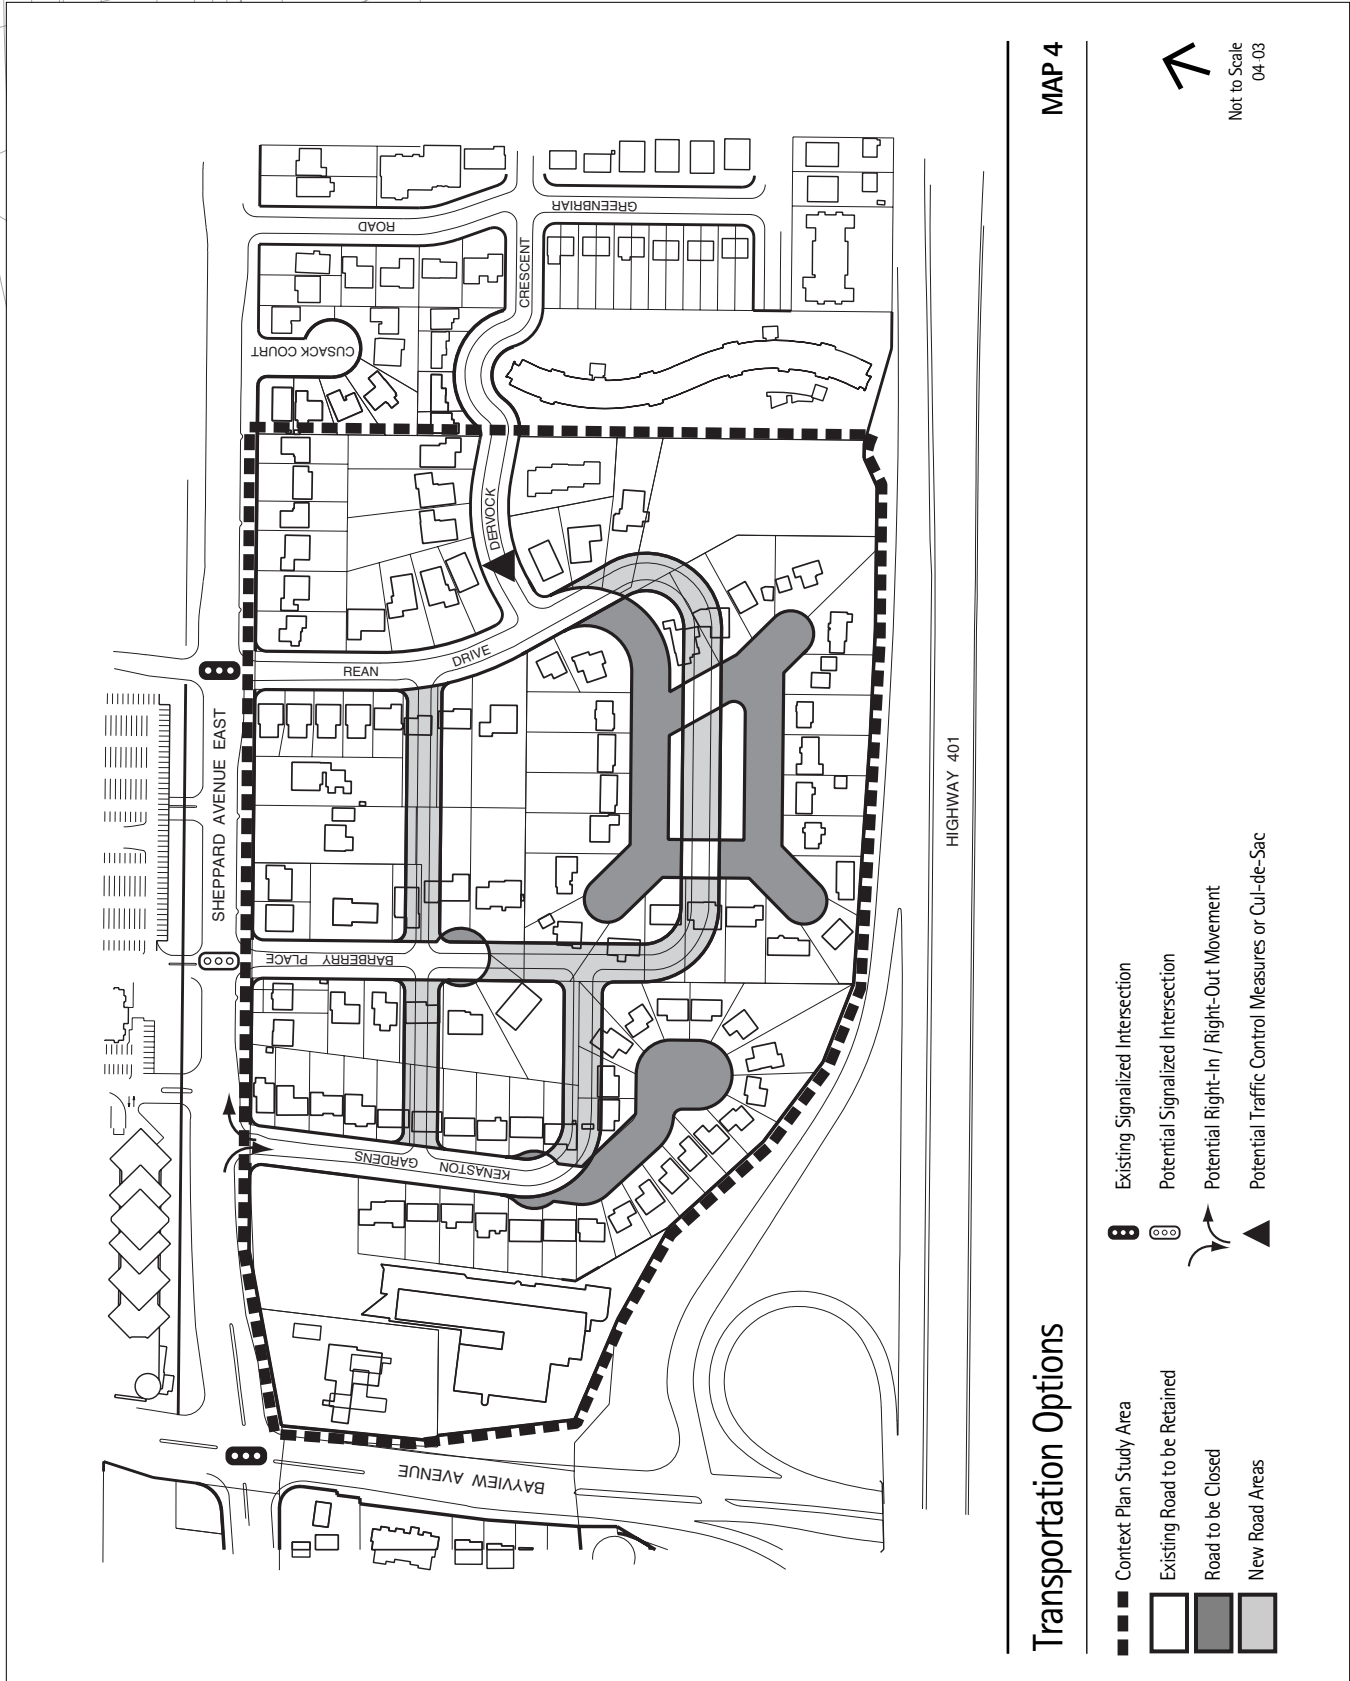 Transportation Options
MAP 4
Context Plan Study Area
Existing Road to be Retained
Road to be Closed
New Road Areas
Existing Signalized Intersection
Potential Signalized Intersection
Potential Right-In / Right-Out Movement
Potential Traffic Control Measures or Cul-de-Sac
Not to Scale
04-03
SHEPPARD AVENUE EAST
HIGHWAY 401
BAYVIEW AVENUE
KENASTON GARDENS
BARBERRY PLACE
REAN DRIVE
DERVOCK CRESCENT
CUSACK COURT
GREENBRIAR ROAD